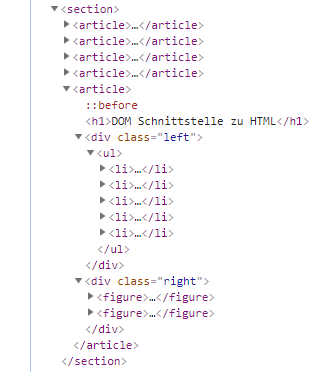 ▼<section>
▶<article>…</article>
▶<article>…</article>
▶<article>…</article>
▶<article>…</article>
▼<article>
::before
<h1>DOM Schnittstelle zu HTML</h1>
▼<div class="left">
▼<ul>
▶<li>…</li>
▶<li>…</li>
▶<li>…</li>
▶<li>…</li>
▶<li>…</li>
</ul>
</div>
▼<div class="right">
▶<figure>…</figure>
▶<figure>…</figure>
</div>
</article>
</section>